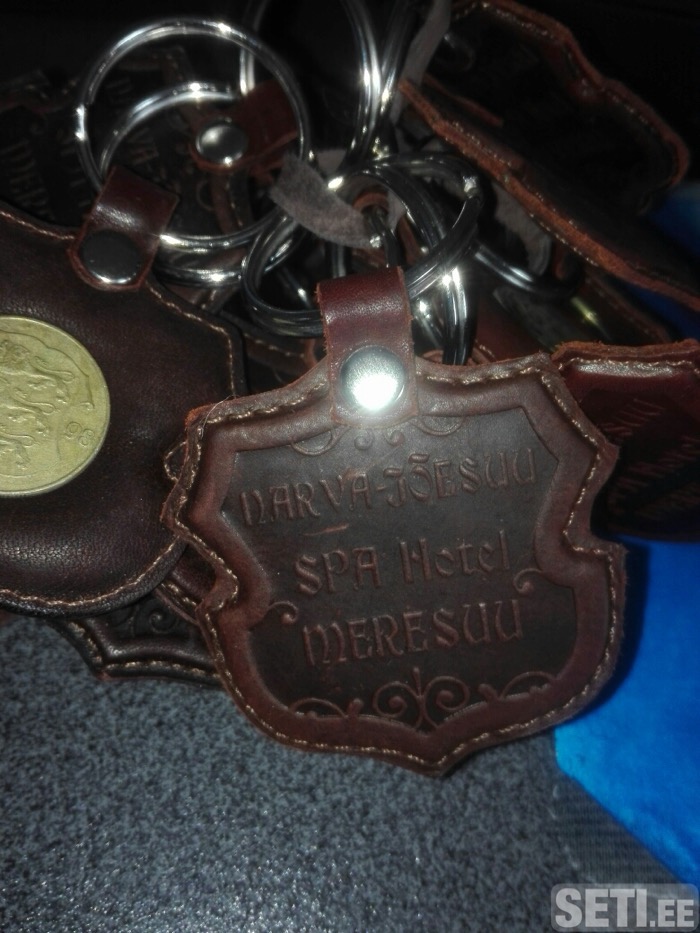 NARVA-JÕESUU
SPA Hotel
MERESUU
SETI.EE